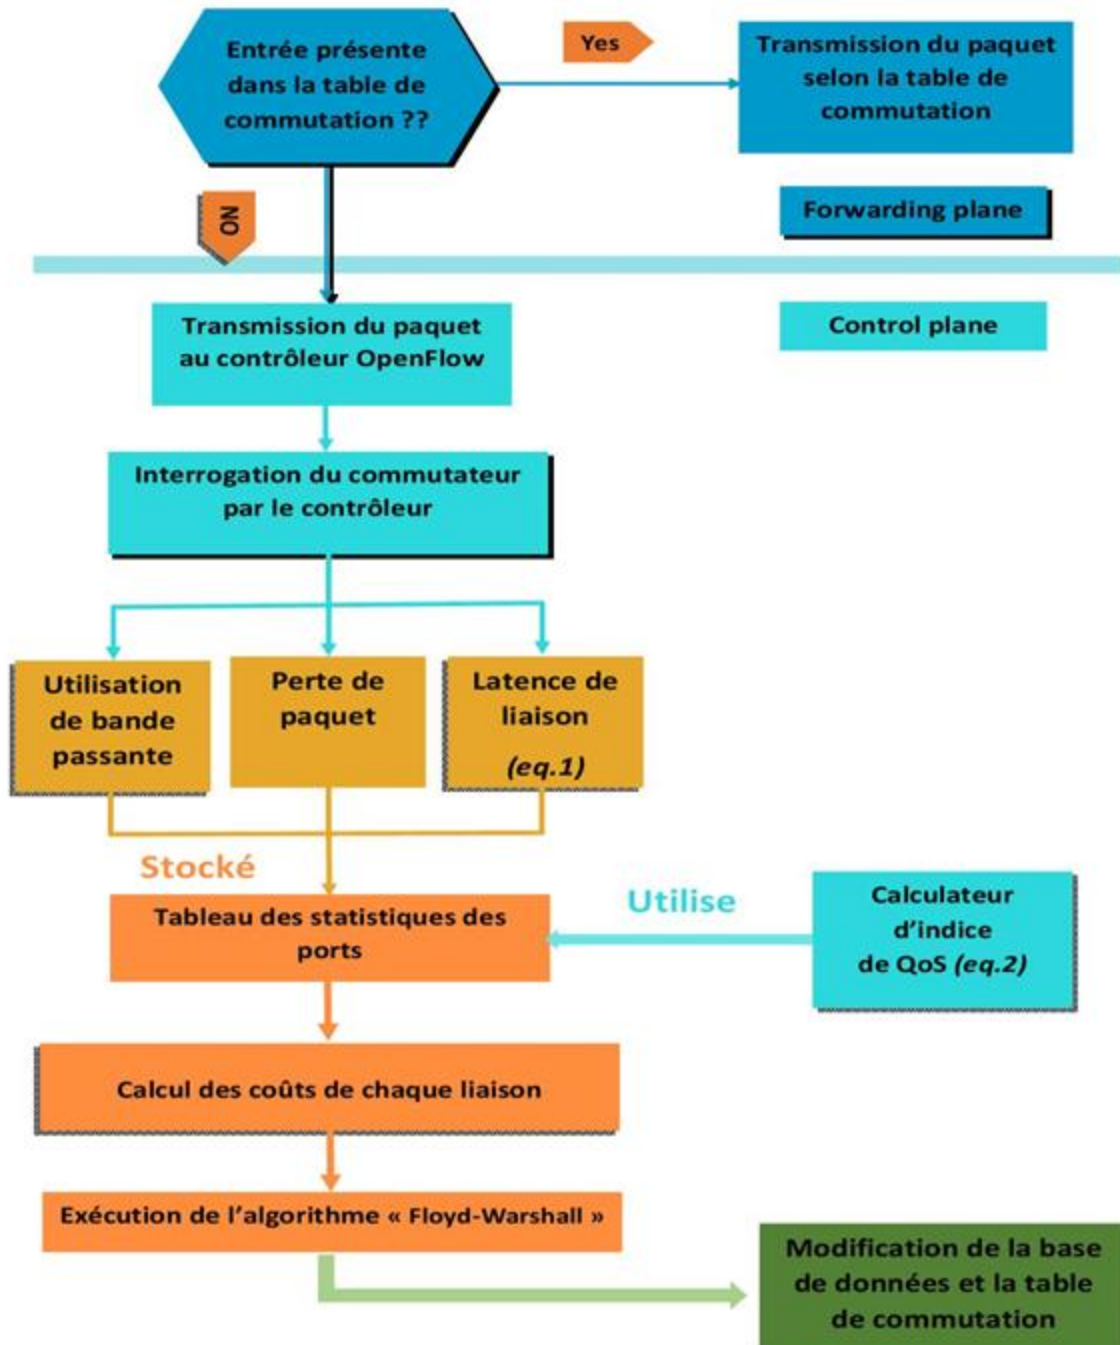 Entrée présente
dans la table de
commutation ??
Yes
Transmission du paquet
selon la table de
commutation
Forwarding plane
NO
Control plane
Transmission du paquet
au contrôleur OpenFlow
Interrogation du commutateur
par le contrôleur
Utilisation
de bande
passante
Perte de
paquet
Latence de
liaison
(eq.1)
Stocké
Tableau des statistiques des
ports
Utilise
Calculateur
d’indice
de QoS (eq.2)
Calcul des coûts de chaque liaison
Exécution de l’algorithme « Floyd-Warshall »
Modification de la base
de données et la table
de commutation